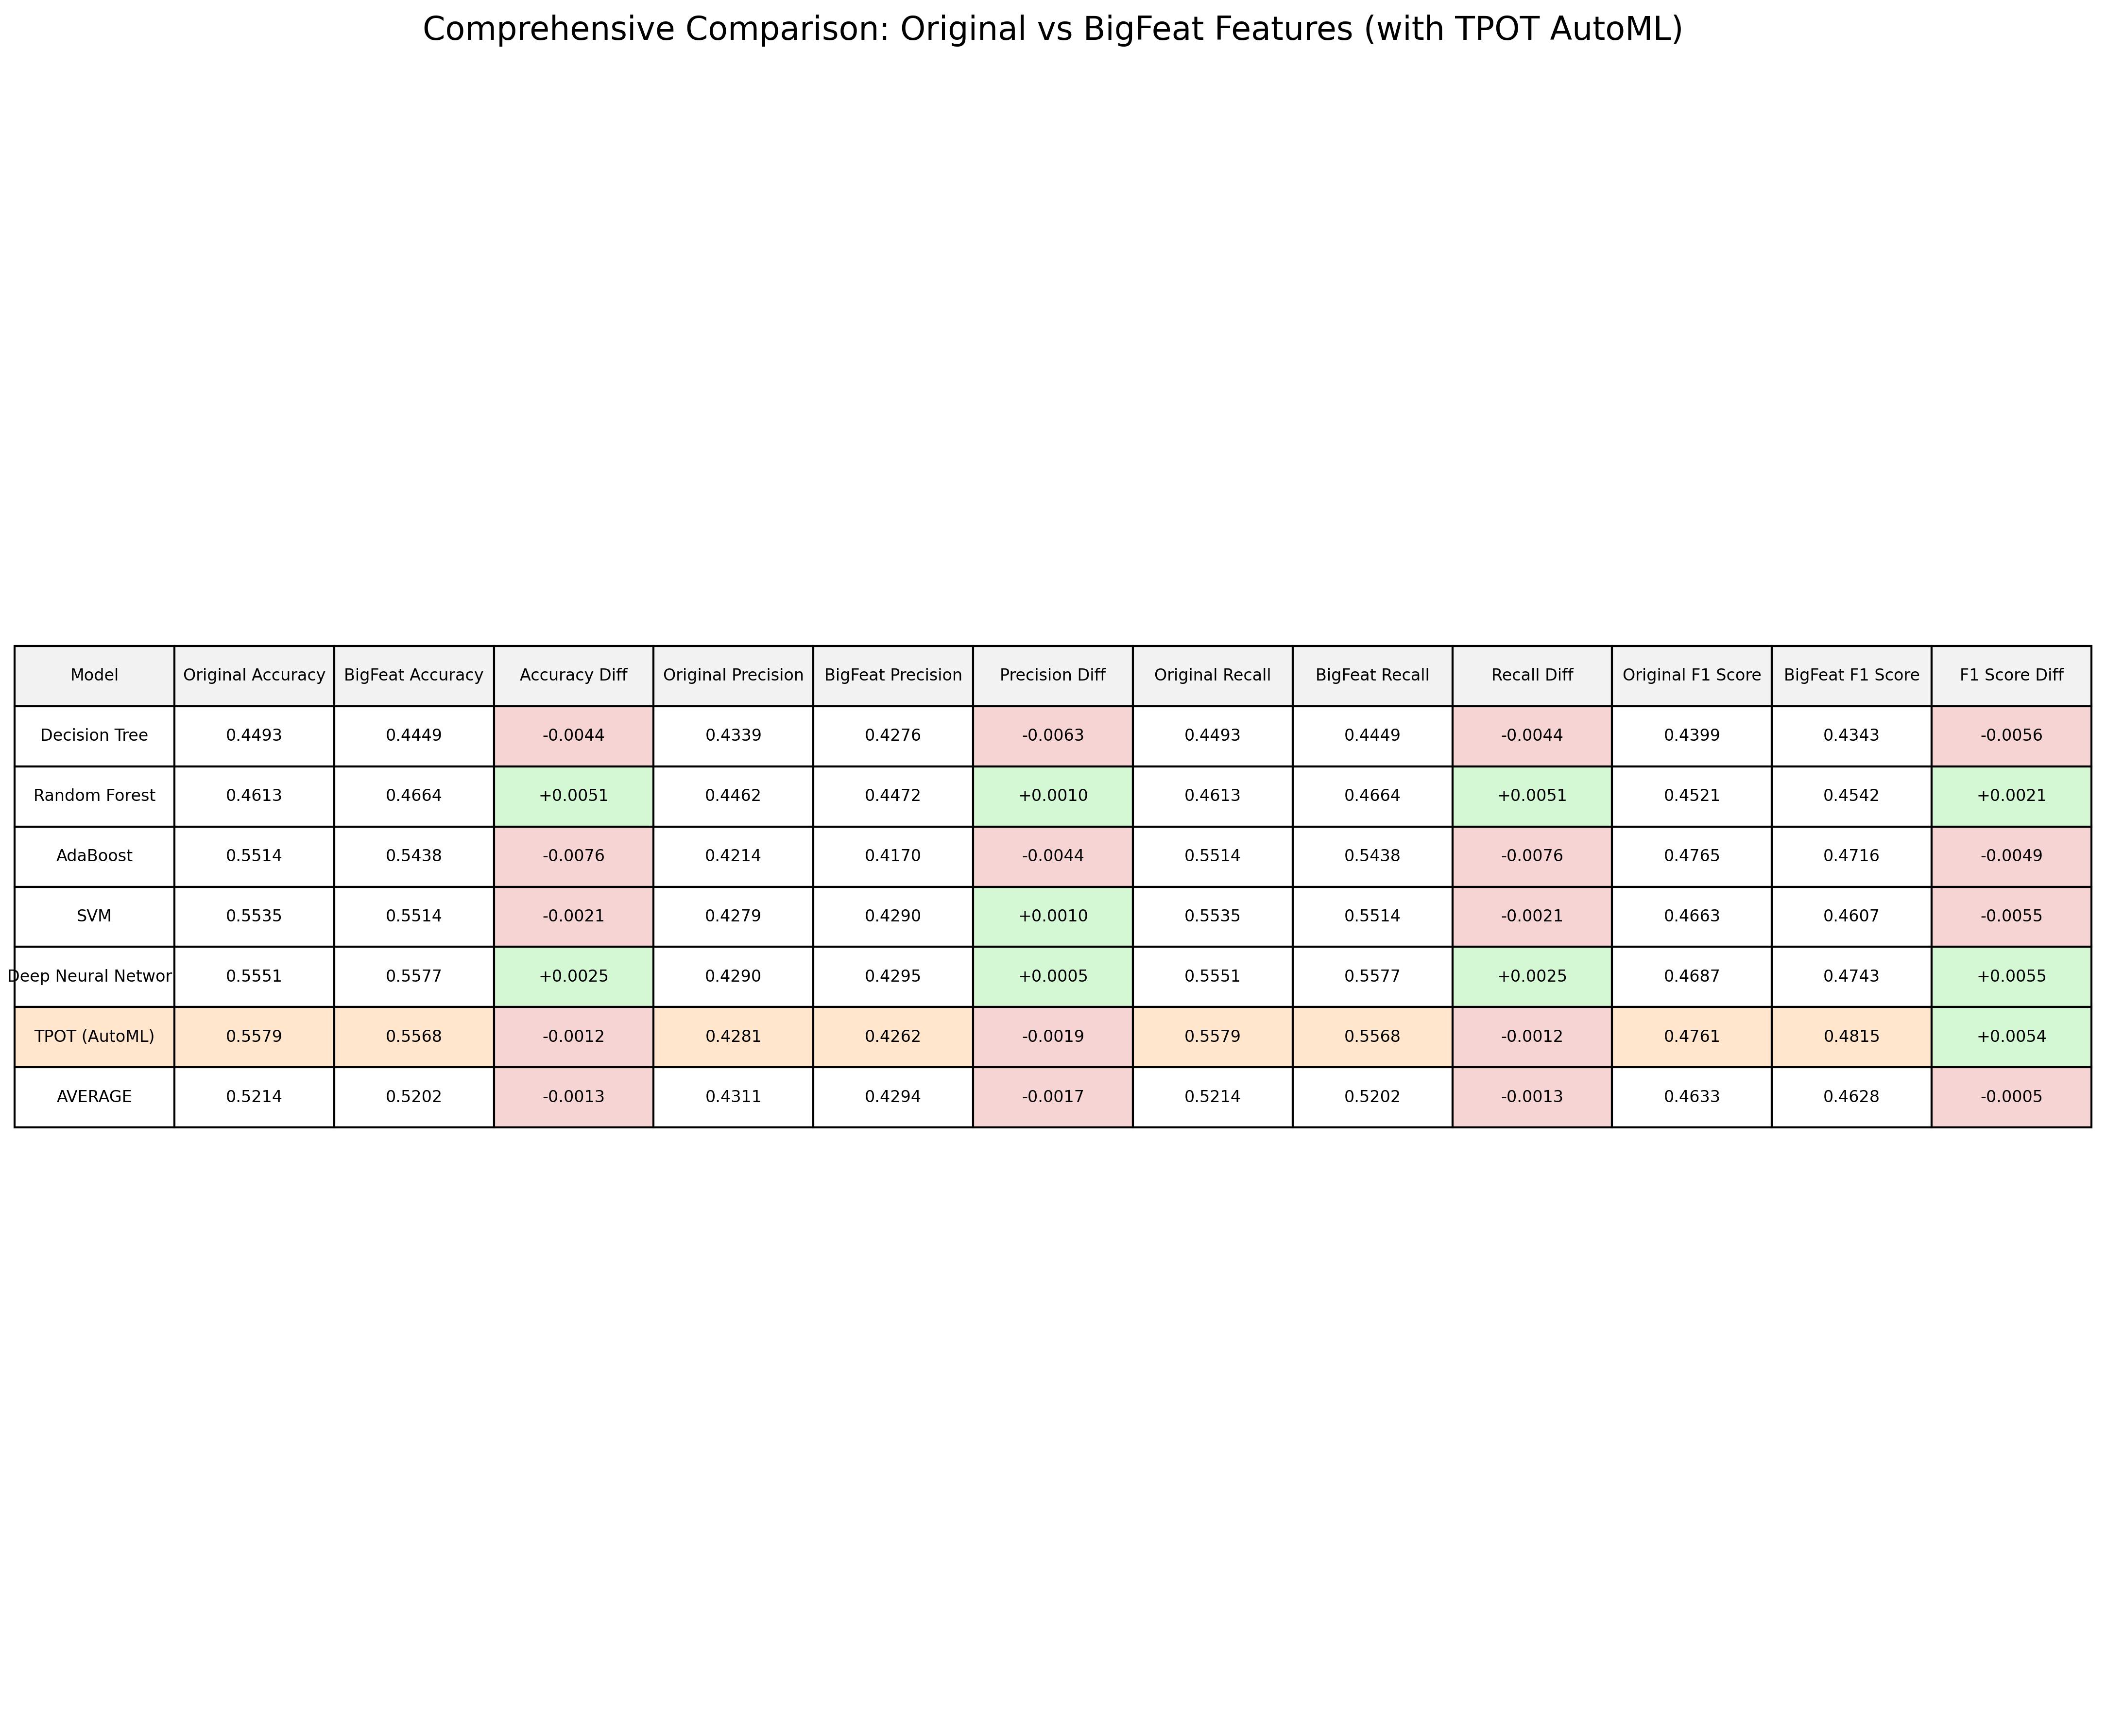 Comprehensive Comparison: Original vs BigFeat Features (with TPOT AutoML)
Model Original Accuracy BigFeat Accuracy Accuracy Diff Original Precision BigFeat Precision Precision Diff Original Recall BigFeat Recall Recall Diff Original F1 Score BigFeat F1 Score F1 Score Diff
Decision Tree 0.4493 0.4449 -0.0044 0.4339 0.4276 -0.0063 0.4493 0.4449 -0.0044 0.4399 0.4343 -0.0056
Random Forest 0.4613 0.4664 +0.0051 0.4462 0.4472 +0.0010 0.4613 0.4664 +0.0051 0.4521 0.4542 +0.0021
AdaBoost 0.5514 0.5438 -0.0076 0.4214 0.4170 -0.0044 0.5514 0.5438 -0.0076 0.4765 0.4716 -0.0049
SVM 0.5535 0.5514 -0.0021 0.4279 0.4290 +0.0010 0.5535 0.5514 -0.0021 0.4663 0.4607 -0.0055
Deep Neural Networ 0.5551 0.5577 +0.0025 0.4290 0.4295 +0.0005 0.5551 0.5577 +0.0025 0.4687 0.4743 +0.0055
TPOT (AutoML) 0.5579 0.5568 -0.0012 0.4281 0.4262 -0.0019 0.5579 0.5568 -0.0012 0.4761 0.4815 +0.0054
AVERAGE 0.5214 0.5202 -0.0013 0.4311 0.4294 -0.0017 0.5214 0.5202 -0.0013 0.4633 0.4628 -0.0005